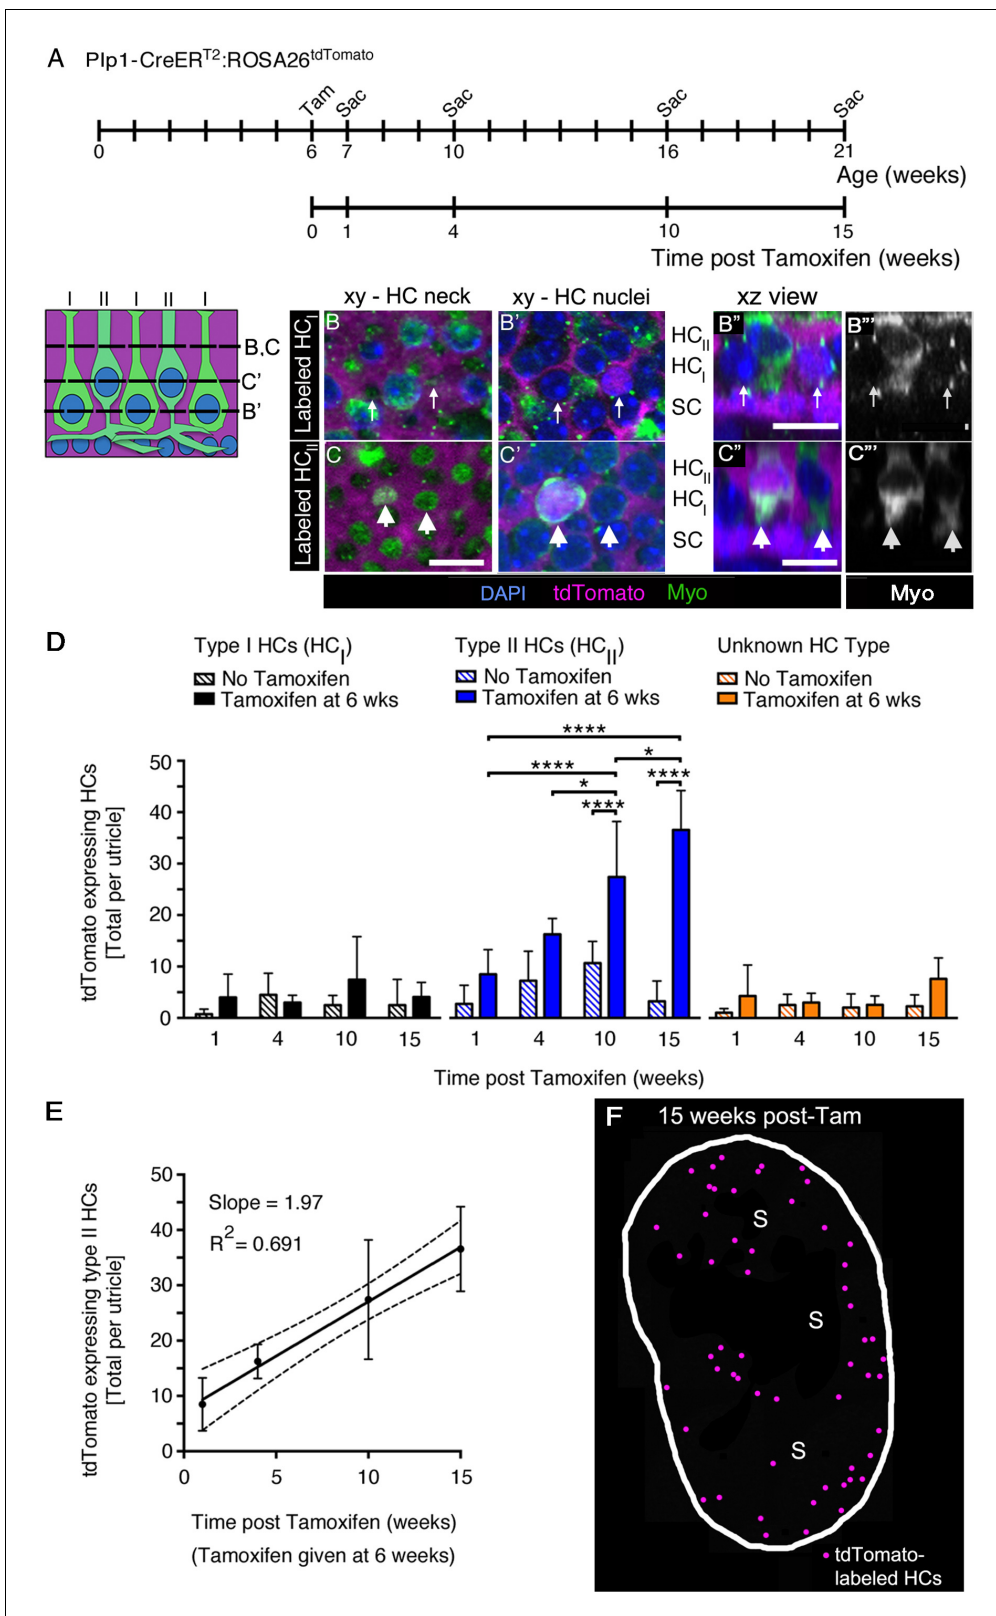 A Plp1-CreERT2:ROSA26tdTomato
Tam Sac Sac Sac Sac
0 6 7 10 16 21
Age (weeks)
0 1 4 10 15
Time post Tamoxifen (weeks)
I II I II I
B,C
C'
B'
xy - HC neck xy - HC nuclei xz view
Labeled HCI
B B' B'' B'''
HCII
HCI
SC
Labeled HCII
C C' C'' C'''
HCII
HCI
SC
DAPI tdTomato Myo Myo
D
Type I HCs (HCI) Type II HCs (HCII) Unknown HC Type
No Tamoxifen No Tamoxifen No Tamoxifen
Tamoxifen at 6 wks Tamoxifen at 6 wks Tamoxifen at 6 wks
tdTomato expressing HCs
[Total per utricle]
50
40
30
20
10
0
****
*
****
****
*
****
1 4 10 15 1 4 10 15 1 4 10 15
Time post Tamoxifen (weeks)
E
tdTomato expressing type II HCs
[Total per utricle]
50
40
30
20
10
0
Slope = 1.97
R2= 0.691
0 5 10 15
Time post Tamoxifen (weeks)
(Tamoxifen given at 6 weeks)
F 15 weeks post-Tam
S
S
S
tdTomato-
labeled HCs